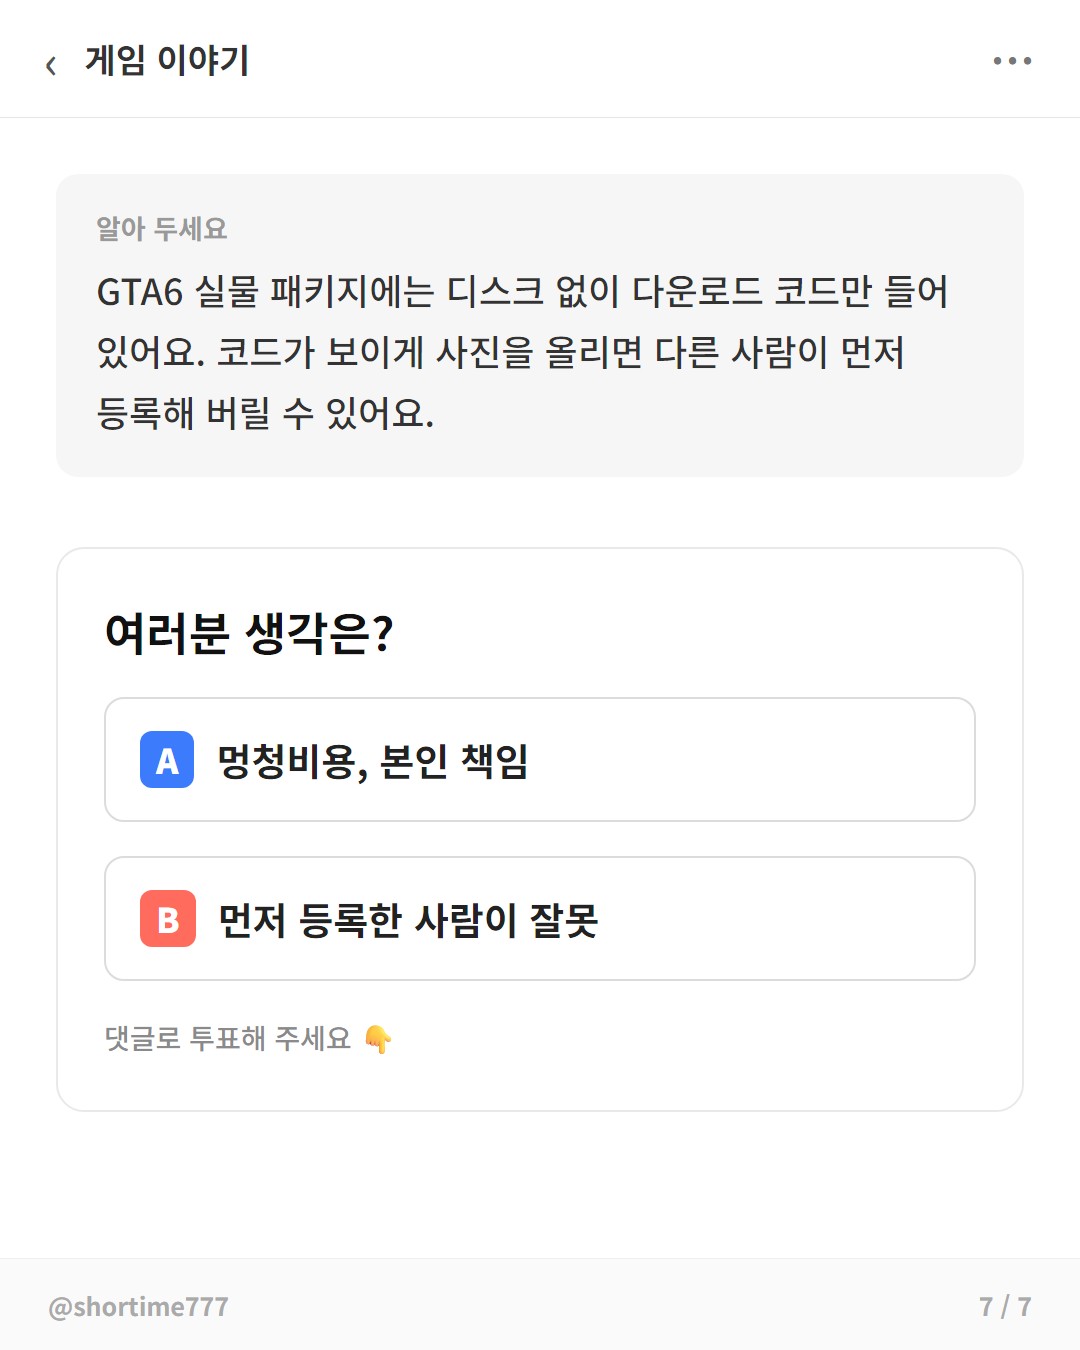 게임 이야기
알아 두세요
GTA6 실물 패키지에는 디스크 없이 다운로드 코드만 들어
있어요. 코드가 보이게 사진을 올리면 다른 사람이 먼저
등록해 버릴 수 있어요.
여러분 생각은?
A 멍청비용, 본인 책임
B 먼저 등록한 사람이 잘못
댓글로 투표해 주세요 👇
@shortime777
7 / 7